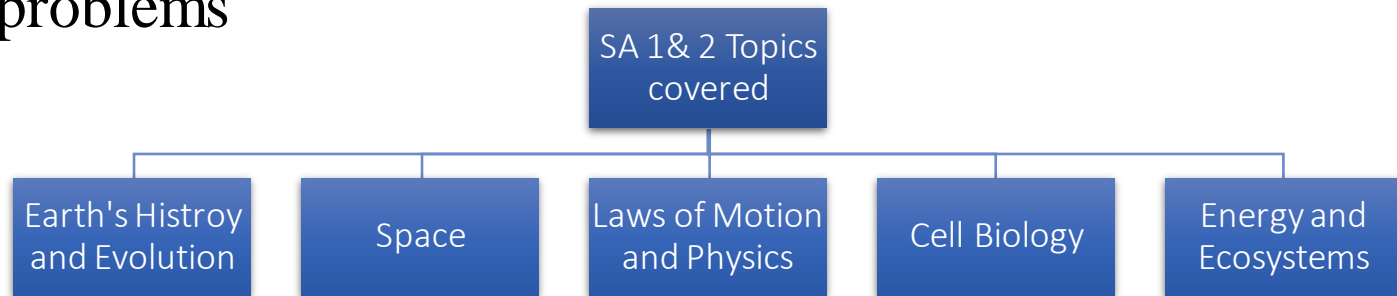 problems
SA 1& 2 Topics
covered
Earth's Histroy
and Evolution
Space
Laws of Motion
and Physics
Cell Biology
Energy and
Ecosystems